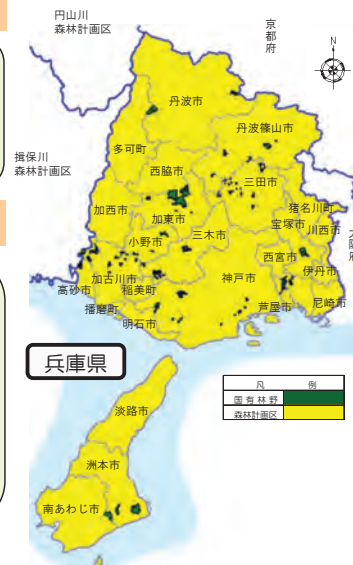 円山川
森林計画区
京都府
N
丹波市
丹波篠山市
多可町
揖保川
森林計画区
西脇市
三田市
加西市
加東市
猪名川町
宝塚市
川西市
大阪府
小野市
三木市
西宮市
伊丹市
加古川市
神戸市
高砂市
稲美町
芦屋市
尼崎市
播磨町
明石市
兵庫県
凡例
国有林野
森林計画区
淡路市
洲本市
南あわじ市